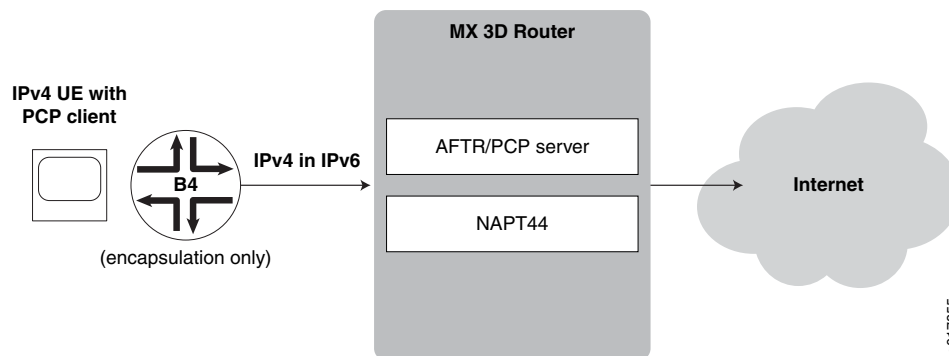 MX 3D Router
IPv4 UE with
PCP client
IPv4 in IPv6
B4
(encapsulation only)
AFTR/PCP server
NAPT44
Internet